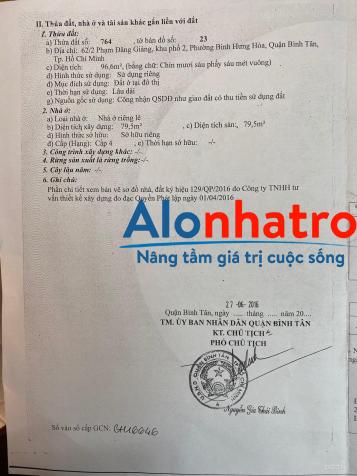 II. Thửa đất, nhà ở và tài sản khác gắn liền với đất
1. Thửa đất:
a) Thửa đất số: 764 , tờ bản đồ số: 23
b) Địa chỉ: 62/2 Phạm Đăng Giảng, khu phố 2, Phường Bình Hưng Hòa, Quận Bình Tân,
Tp. Hồ Chí Minh
c) Diện tích: 96,6m², (bằng chữ: Chín mươi sáu phẩy sáu mét vuông)
d) Hình thức sử dụng: Sử dụng riêng
đ) Mục đích sử dụng: Đất ở tại đô thị
e) Thời hạn sử dụng: Lâu dài
g) Nguồn gốc sử dụng: Công nhận QSDĐ như giao đất có thu tiền sử dụng đất
2. Nhà ở:
a) Loại nhà ở: Nhà ở riêng lẻ
b) Diện tích xây dựng: 79,5m² , c) Diện tích sàn:, 79,5m²
d) Hình thức sở hữu: Sở hữu riêng
đ) Cấp (Hạng): Cấp 4 , e) Thời hạn sở hữu: -/-
3. Công trình xây dựng khác: -/-
4. Rừng sản xuất là rừng trồng: -/-
5. Cây lâu năm: -/-
6. Ghi chú:
Phần chi tiết xem bản vẽ sơ đồ nhà, đất ký hiệu 129/QP/2016 do Công ty TNHH tư
vấn thiết kế xây dựng đo đạc Quyền Phát lập ngày 01/04/2016
Alonhatro
Nâng tầm giá trị cuộc sống
27 -06- 2016
Quận Bình Tân, ngày ..... tháng ..... năm 20....
TM. ỦY BAN NHÂN DÂN QUẬN BÌNH TÂN
KT. CHỦ TỊCH
PHÓ CHỦ TỊCH
Nguyễn Gia Thái Bình
Số vào sổ cấp GCN: CH06646